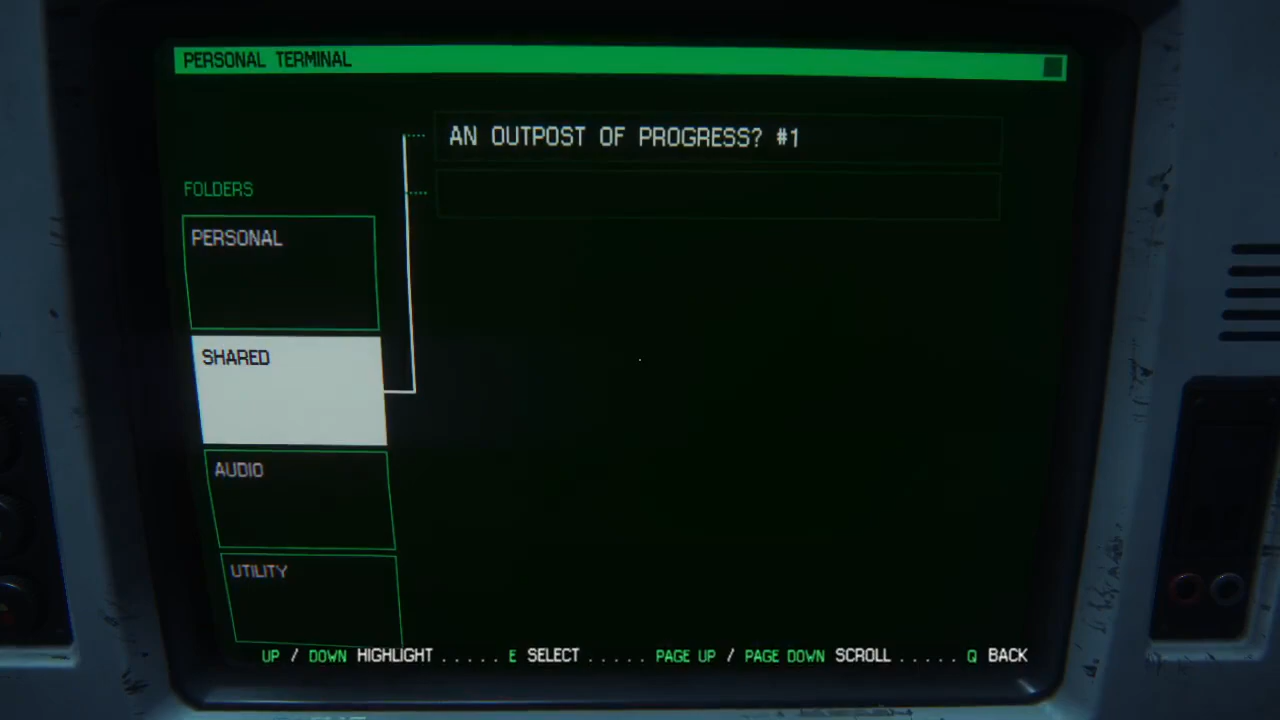 PERSONAL TERMINAL
AN OUTPOST OF PROGRESS? #1
FOLDERS
PERSONAL
SHARED
AUDIO
UTILITY
UP / DOWN HIGHLIGHT ..... E SELECT ..... PAGE UP / PAGE DOWN SCROLL ..... Q BACK